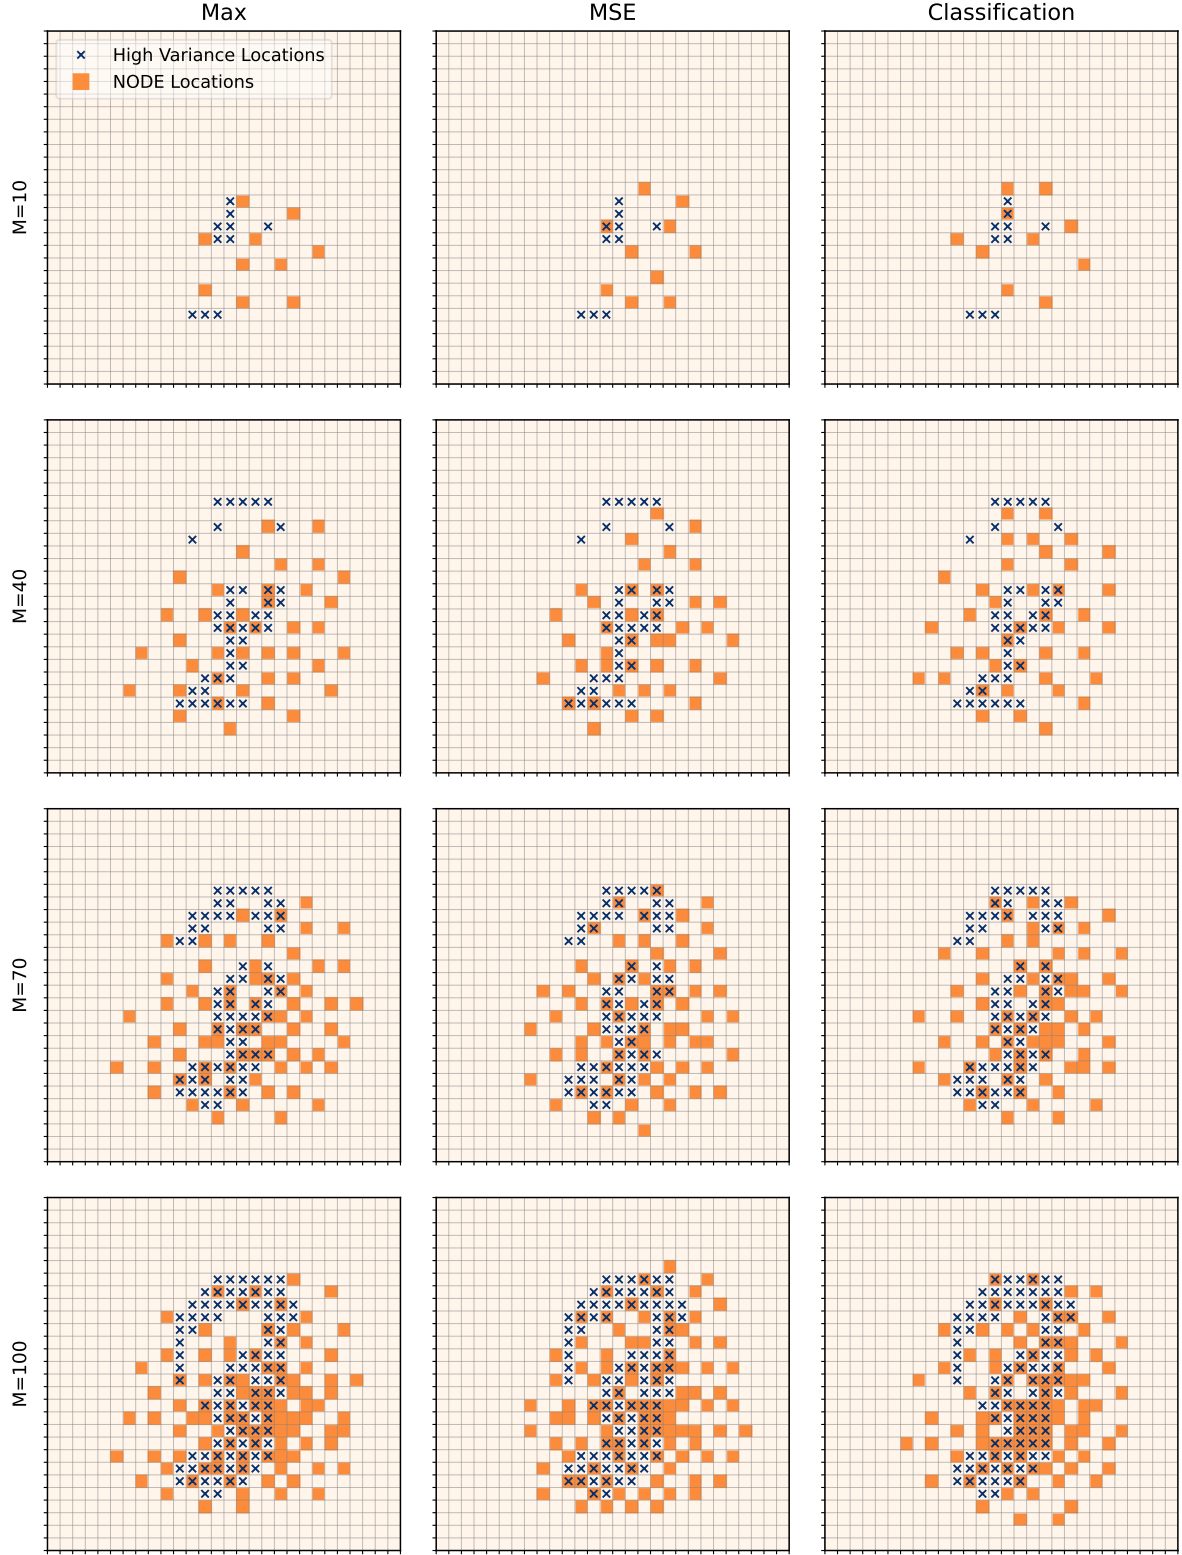 Max
MSE
Classification
High Variance Locations
NODE Locations
M=10
M=40
M=70
M=100